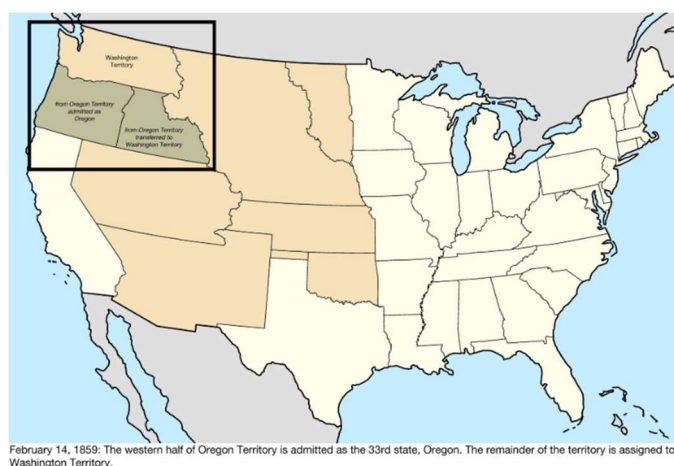 Washington
Territory
from Oregon Territory
admitted as
Oregon
from Oregon Territory
transferred to
Washington Territory
February 14, 1859: The western half of Oregon Territory is admitted as the 33rd state, Oregon. The remainder of the territory is assigned to
Washington Territory.